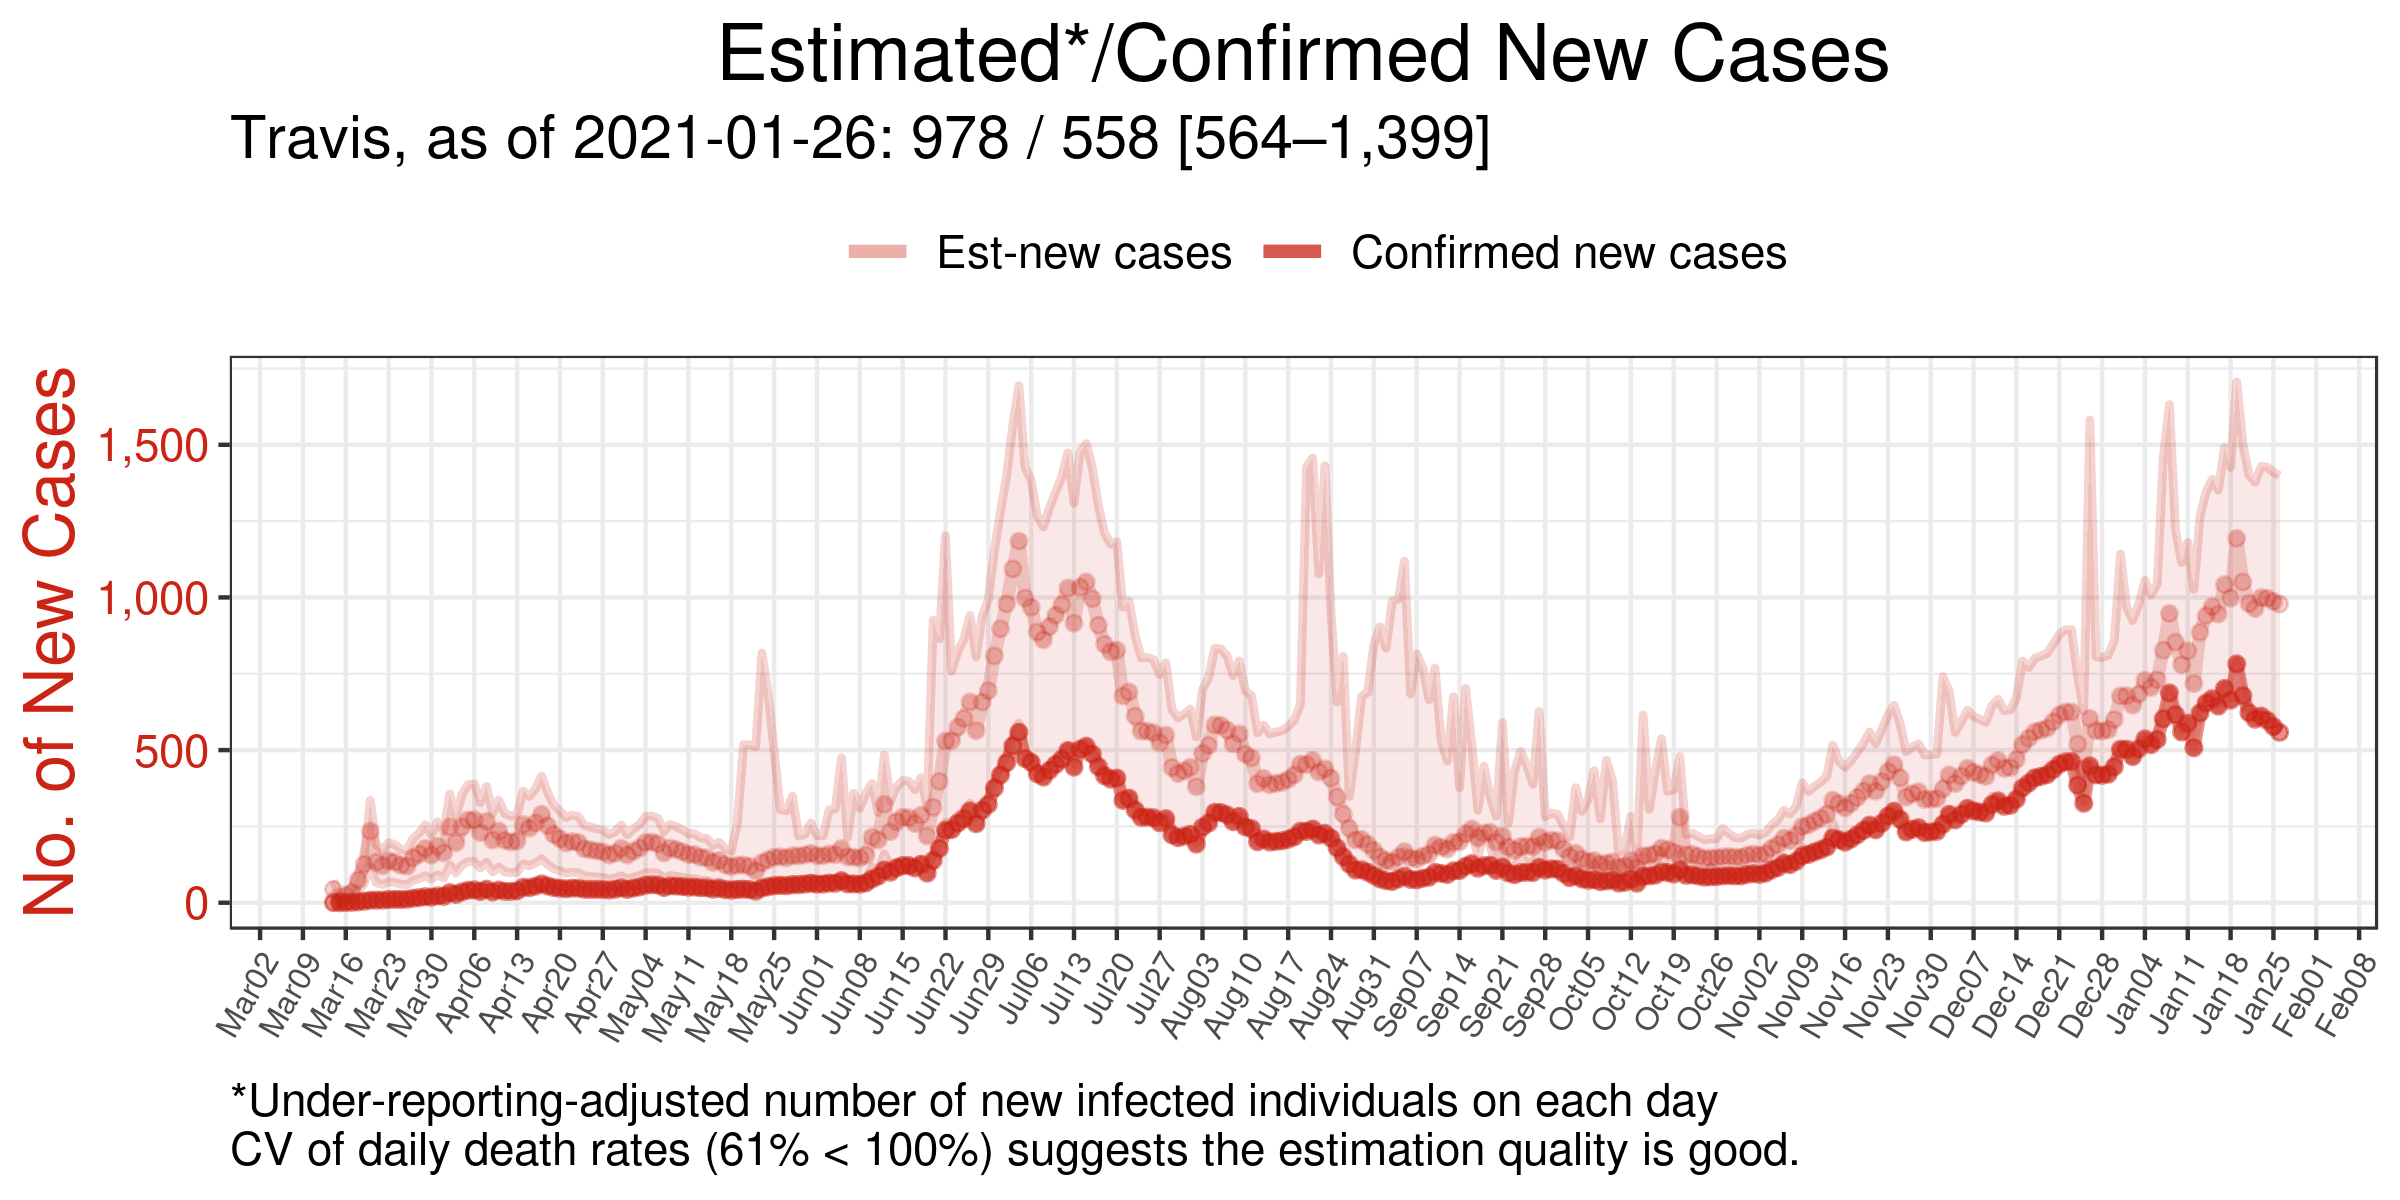 Estimated*/Confirmed New Cases
Travis, as of 2021-01-26: 978 / 558 [564–1,399]
Est-new cases
Confirmed new cases
No. of New Cases
1,500
1,000
500
0
Mar02
Mar09
Mar16
Mar23
Mar30
Apr06
Apr13
Apr20
Apr27
May04
May11
May18
May25
Jun01
Jun08
Jun15
Jun22
Jun29
Jul06
Jul13
Jul20
Jul27
Aug03
Aug10
Aug17
Aug24
Aug31
Sep07
Sep14
Sep21
Sep28
Oct05
Oct12
Oct19
Oct26
Nov02
Nov09
Nov16
Nov23
Nov30
Dec07
Dec14
Dec21
Dec28
Jan04
Jan11
Jan18
Jan25
Feb01
Feb08
*Under-reporting-adjusted number of new infected individuals on each day
CV of daily death rates (61% < 100%) suggests the estimation quality is good.